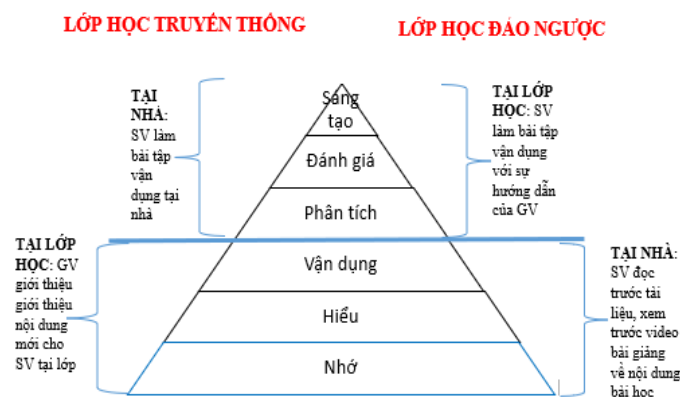 LỚP HỌC TRUYỀN THỐNG
LỚP HỌC ĐẢO NGƯỢC
TẠI
NHÀ:
SV làm
bài tập
vận
dụng tại
nhà
TẠI LỚP
HỌC: GV
giới thiệu
giới thiệu
nội dung
mới cho
SV tại lớp
Sáng
tạo
Đánh giá
Phân tích
Vận dụng
Hiểu
Nhớ
TẠI LỚP
HỌC: SV
làm bài tập
vận dụng
với sự
hướng dẫn
của GV
TẠI NHÀ:
SV đọc
trước tài
liệu, xem
trước video
bài giảng
về nội dung
bài học